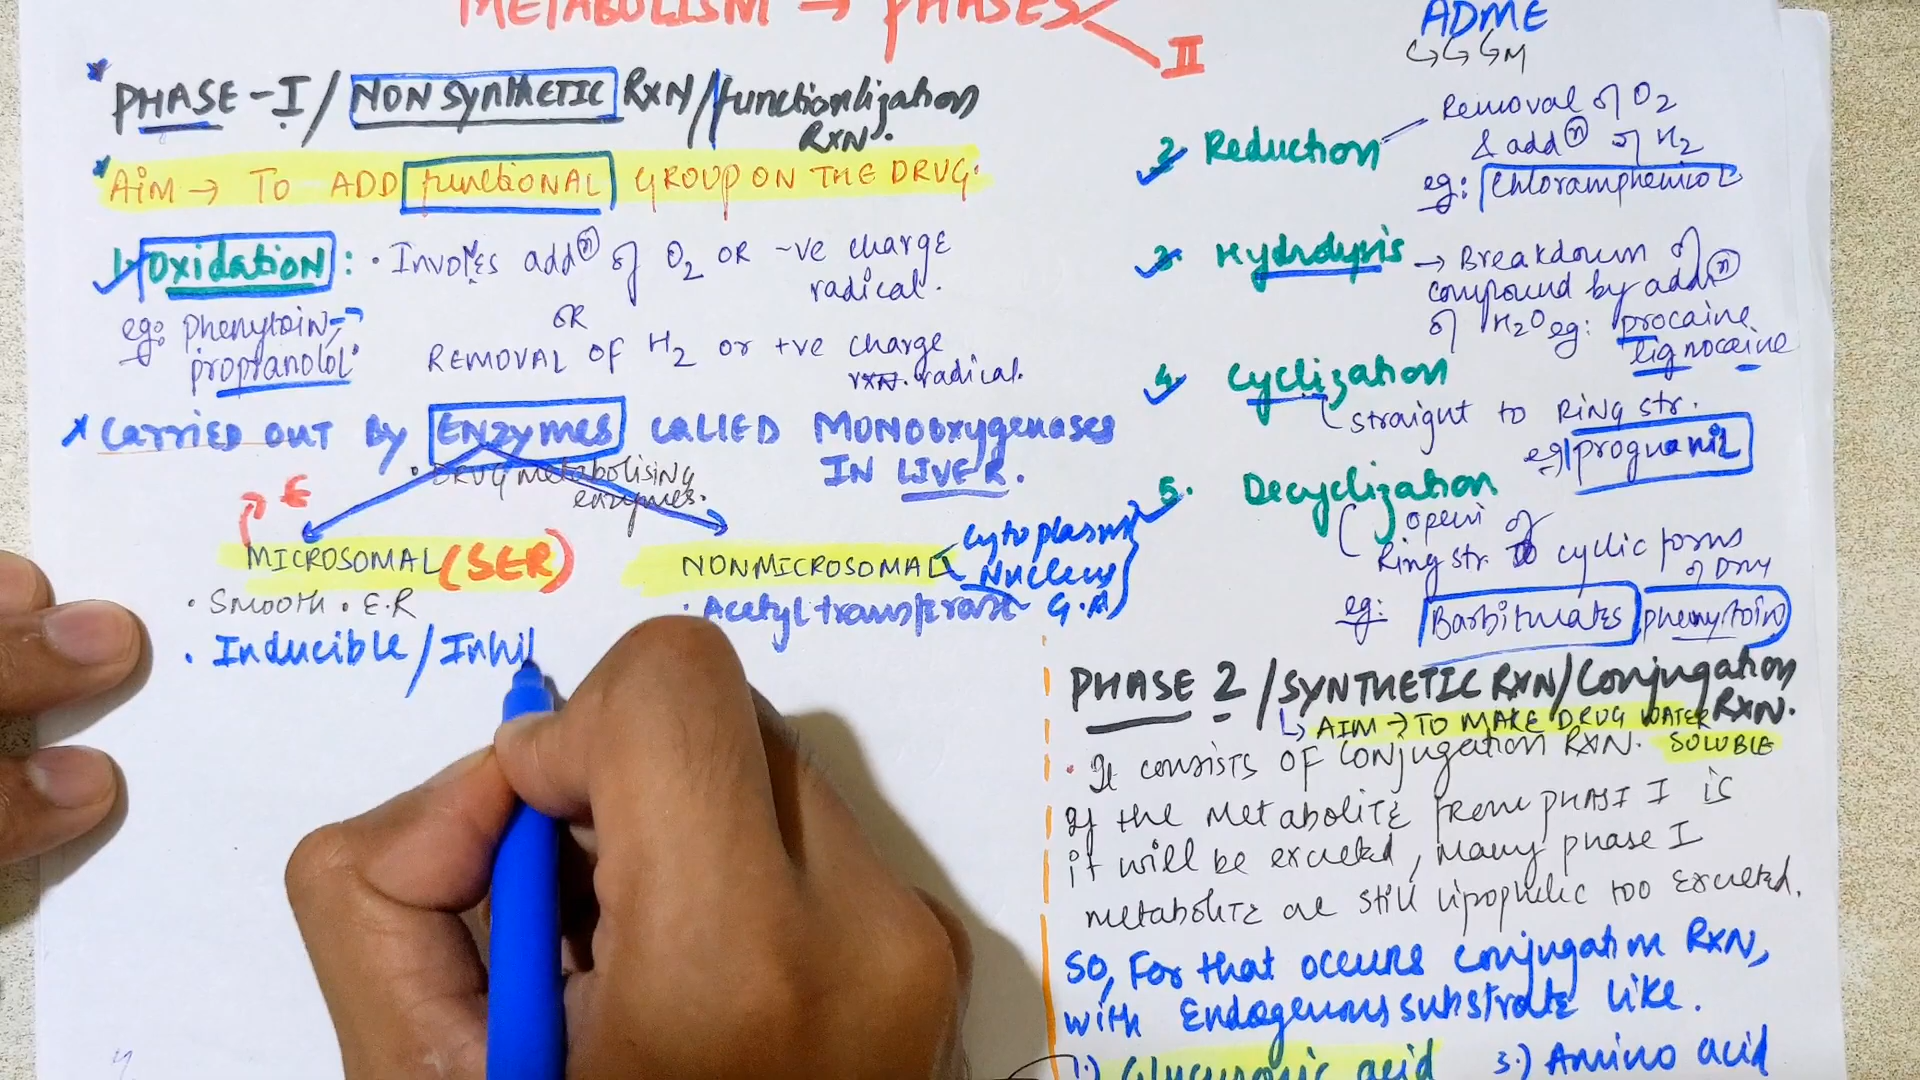 METABOLISM → PHASES
II
ADME
* PHASE-I / NON SYNTHETIC RXN / functionlization
RXN.
* AIM → TO ADD functiONAL GROUP ON THE DRUG.
1. OxidatioN : • Involves addⁿ of O2 OR -ve charge
radical.
OR
REMOVAL OF H2 or +ve charge
rxn. radical.
eg: phenytoin,
propranolol
* CARRIED OUT By ENzymes CALLED MONOOxygenases
IN LIVER.
• DRUG metabolising
enzymes.
E
MICROSOMAL (SER)
• Smooth • E.R
• Inducible / Inhi
NONMICROSOMAL
Cytoplasm
Nucleus
• Acetyl transferase
2. Reduction
Removal of O2
& addⁿ of H2
eg: Chloramphenicol
3. Hydrolysis → Breakdown of
compound by addⁿ
of H2O eg: procaine
lignocaine
4. Cyclization
straight to RiNg str.
eg proguanil
5. Decyclization
open of
Ring str. to cyclic forms
of Drug
eg: Barbiturates phenytoin
PHASE 2 / SYNTHETIC RXN / Conjugation
RXN.
↳ AIM → TO MAKE DRUG WATER
SOLUBLE
• It consists OF conjugation RXN.
If the Metabolite from PHASE I is
it will be excreted, Many phase I
metabolite are still lipophilic too Excreted.
SO, For that occurs conjugation RXN,
with Endogenous substrate like.
1.) Glucuronic acid 3.) Amino acid